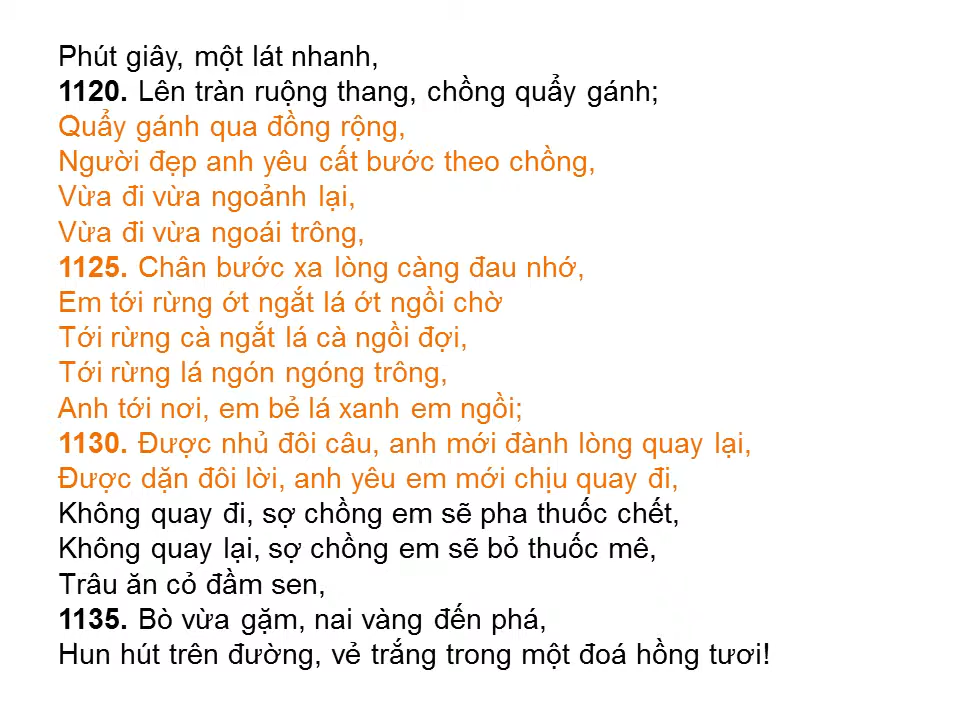 Phút giây, một lát nhanh,
1120. Lên tràn ruộng thang, chồng quẩy gánh;
Quẩy gánh qua đồng rộng,
Người đẹp anh yêu cất bước theo chồng,
Vừa đi vừa ngoảnh lại,
Vừa đi vừa ngoái trông,
1125. Chân bước xa lòng càng đau nhớ,
Em tới rừng ớt ngắt lá ớt ngồi chờ
Tới rừng cà ngắt lá cà ngồi đợi,
Tới rừng lá ngón ngóng trông,
Anh tới nơi, em bẻ lá xanh em ngồi;
1130. Được nhủ đôi câu, anh mới đành lòng quay lại,
Được dặn đôi lời, anh yêu em mới chịu quay đi,
Không quay đi, sợ chồng em sẽ pha thuốc chết,
Không quay lại, sợ chồng em sẽ bỏ thuốc mê,
Trâu ăn cỏ đầm sen,
1135. Bò vừa gặm, nai vàng đến phá,
Hun hút trên đường, vẻ trắng trong một đoá hồng tươi!